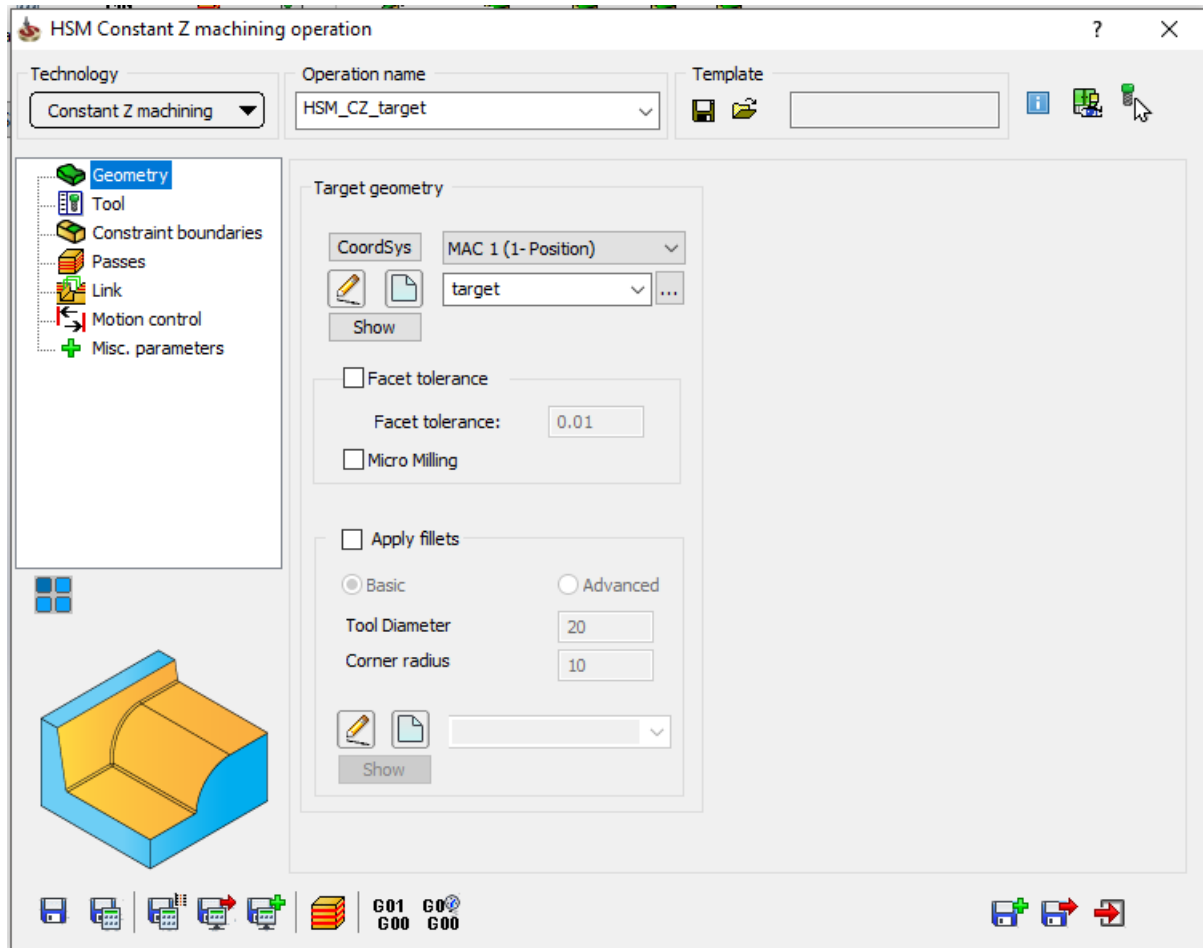 HSM Constant Z machining operation
?
Technology
Operation name
Template
Constant Z machining
HSM_CZ_target
Geometry
Tool
Constraint boundaries
Passes
Link
Motion control
Misc. parameters
Target geometry
CoordSys
MAC 1 (1- Position)
target
...
Show
Facet tolerance
Facet tolerance:
0.01
Micro Milling
Apply fillets
Basic
Advanced
Tool Diameter
20
Corner radius
10
Show
G01
G00
G00